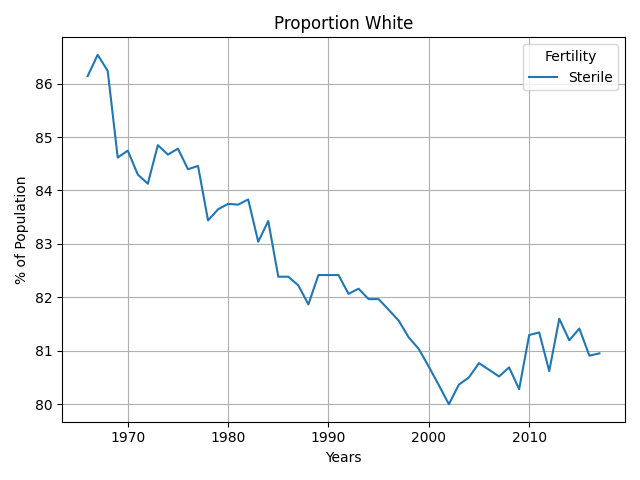 Proportion White
Fertility
Sterile
% of Population
86
85
84
83
82
81
80
1970
1980
1990
2000
2010
Years